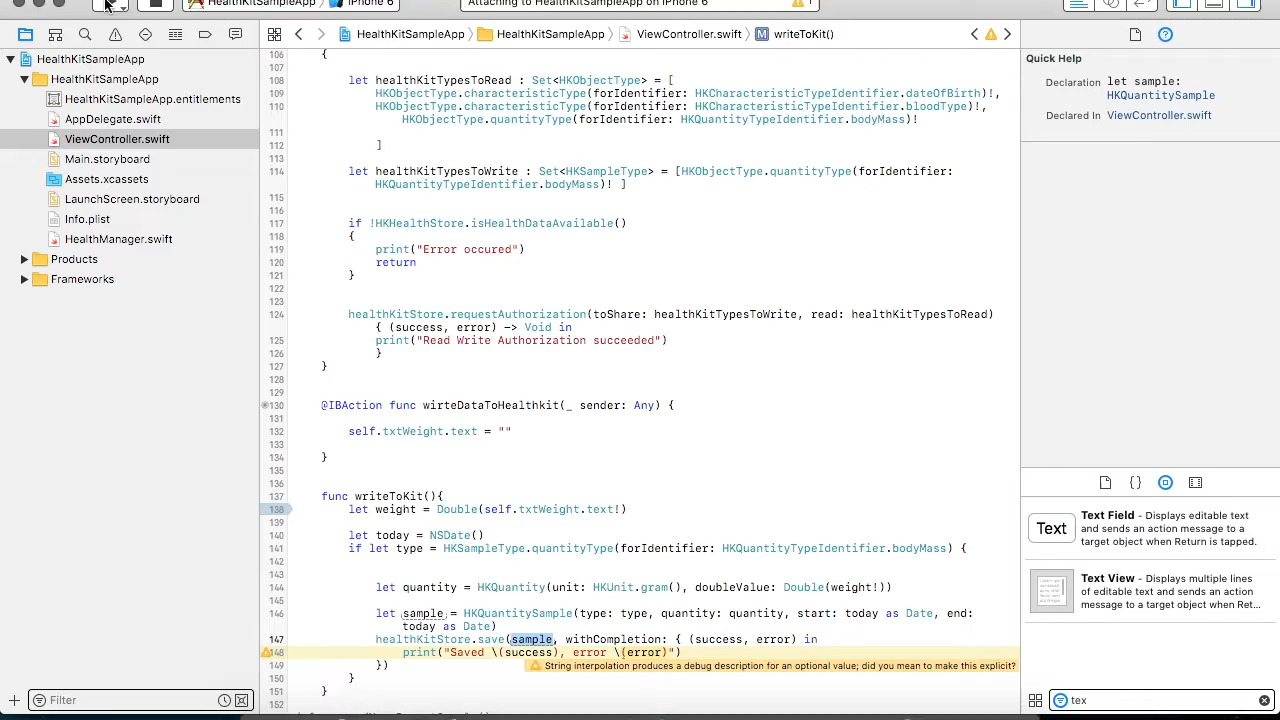 HealthKitSampleApp
iPhone 6
Attaching to HealthKitSampleApp on iPhone 6
1
HealthKitSampleApp
HealthKitSampleApp
ViewController.swift
writeToKit()
HealthKitSampleApp
HealthKitSampleApp
HealthKitSampleApp.entitlements
AppDelegate.swift
ViewController.swift
Main.storyboard
Assets.xcassets
LaunchScreen.storyboard
Info.plist
HealthManager.swift
Products
Frameworks
Filter
106 {
107
108 let healthKitTypesToRead : Set<HKObjectType> = [
109 HKObjectType.characteristicType(forIdentifier: HKCharacteristicTypeIdentifier.dateOfBirth)!,
110 HKObjectType.characteristicType(forIdentifier: HKCharacteristicTypeIdentifier.bloodType)!,
HKObjectType.quantityType(forIdentifier: HKQuantityTypeIdentifier.bodyMass)!
111
112 ]
113
114 let healthKitTypesToWrite : Set<HKSampleType> = [HKObjectType.quantityType(forIdentifier:
HKQuantityTypeIdentifier.bodyMass)! ]
115
116
117 if !HKHealthStore.isHealthDataAvailable()
118 {
119 print("Error occured")
120 return
121 }
122
123
124 healthKitStore.requestAuthorization(toShare: healthKitTypesToWrite, read: healthKitTypesToRead)
{ (success, error) -> Void in
125 print("Read Write Authorization succeeded")
126 }
127 }
128
129
130 @IBAction func wirteDataToHealthkit(_ sender: Any) {
131
132 self.txtWeight.text = ""
133
134 }
135
136
137 func writeToKit(){
138 let weight = Double(self.txtWeight.text!)
139
140 let today = NSDate()
141 if let type = HKSampleType.quantityType(forIdentifier: HKQuantityTypeIdentifier.bodyMass) {
142
143
144 let quantity = HKQuantity(unit: HKUnit.gram(), doubleValue: Double(weight!))
145
146 let sample = HKQuantitySample(type: type, quantity: quantity, start: today as Date, end:
today as Date)
147 healthKitStore.save(sample, withCompletion: { (success, error) in
148 print("Saved \(success), error \(error)")
149 })
String interpolation produces a debug description for an optional value; did you mean to make this explicit?
150 }
151 }
152
Quick Help
Declaration let sample:
HKQuantitySample
Declared In ViewController.swift
{ }
Text
Text Field - Displays editable text
and sends an action message to a
target object when Return is tapped.
Text View - Displays multiple lines
of editable text and sends an action
message to a target object when Ret...
tex